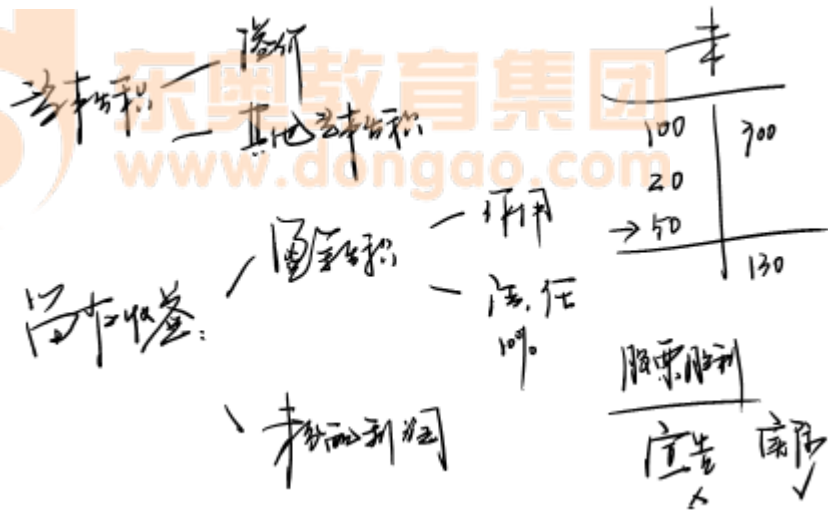 溢价
资本公积
其他资本公积
东奥教育集团
www.dongao.com
未
100 300
20
→50
130
盈余公积
作用
法、任
10%
留存收益:
未分配利润
股票股利
宣告 实际
× √